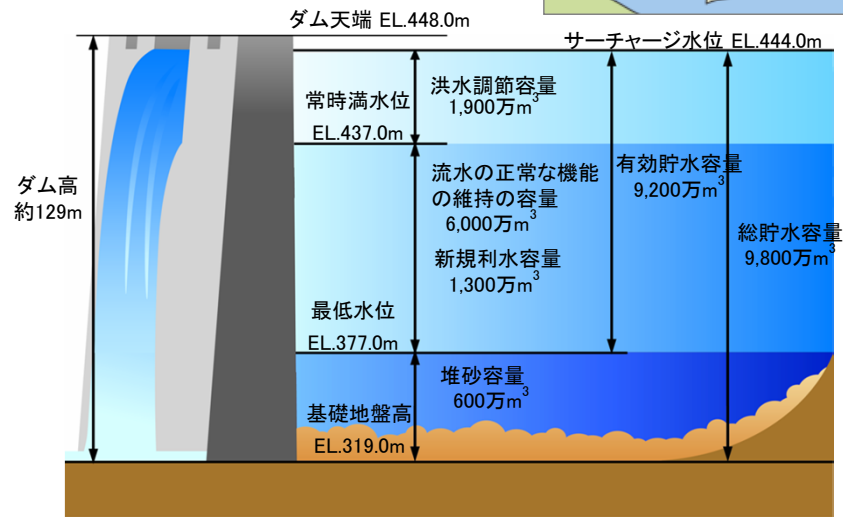 ダム天端 EL.448.0m
サーチャージ水位 EL.444.0m
洪水調節容量
1,900万m³
常時満水位
EL.437.0m
ダム高
約129m
流水の正常な機能
の維持の容量
6,000万m³
新規利水容量
1,300万m³
有効貯水容量
9,200万m³
総貯水容量
9,800万m³
最低水位
EL.377.0m
堆砂容量
600万m³
基礎地盤高
EL.319.0m